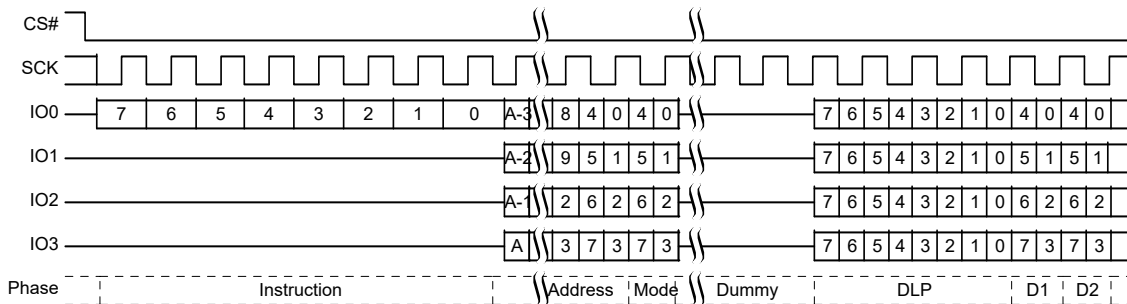 CS#
SCK
IO0 7 6 5 4 3 2 1 0 A-3 8 4 0 4 0 7 6 5 4 3 2 1 0 4 0 4 0
IO1 A-2 9 5 1 5 1 7 6 5 4 3 2 1 0 5 1 5 1
IO2 A-1 2 6 2 6 2 7 6 5 4 3 2 1 0 6 2 6 2
IO3 A 3 7 3 7 3 7 6 5 4 3 2 1 0 7 3 7 3
Phase Instruction Address Mode Dummy DLP D1 D2